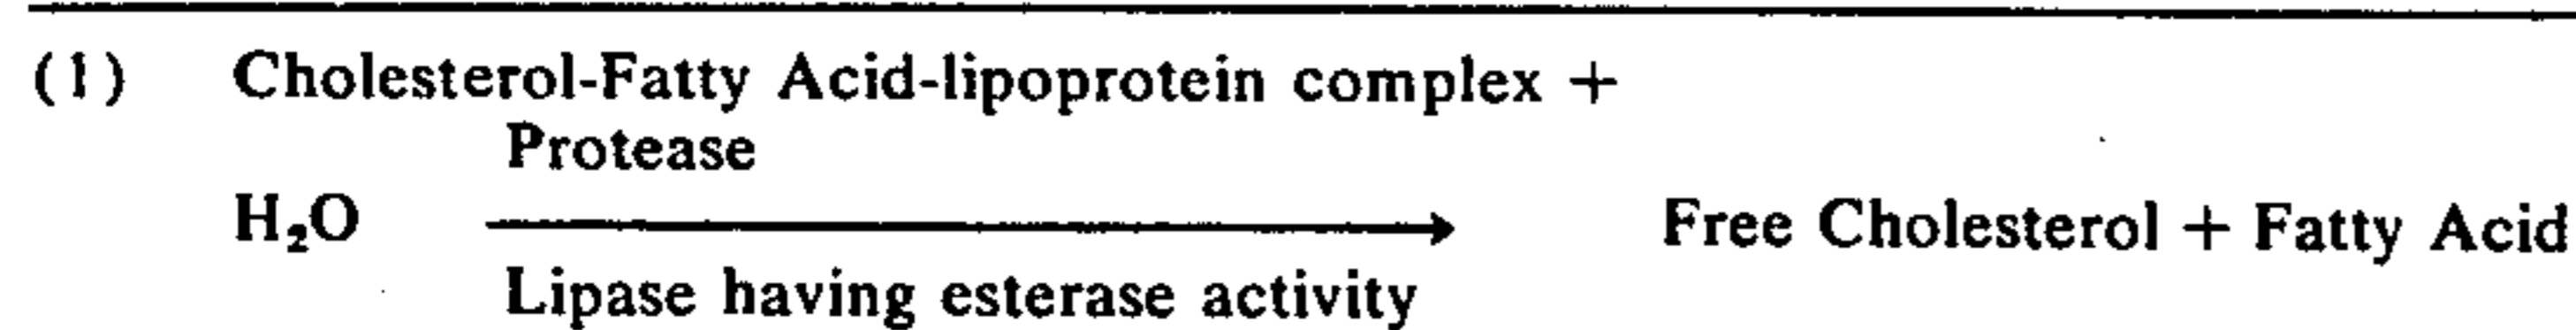 (1) Cholesterol-Fatty Acid-lipoprotein complex +
Protease
H₂O ⟶ Free Cholesterol + Fatty Acid
Lipase having esterase activity